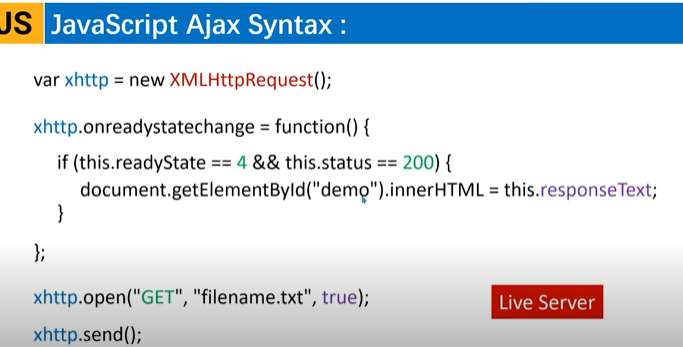 JS JavaScript Ajax Syntax :
var xhttp = new XMLHttpRequest();
xhttp.onreadystatechange = function() {
if (this.readyState == 4 && this.status == 200) {
document.getElementById("demo").innerHTML = this.responseText;
}
};
xhttp.open("GET", "filename.txt", true);
Live Server
xhttp.send();